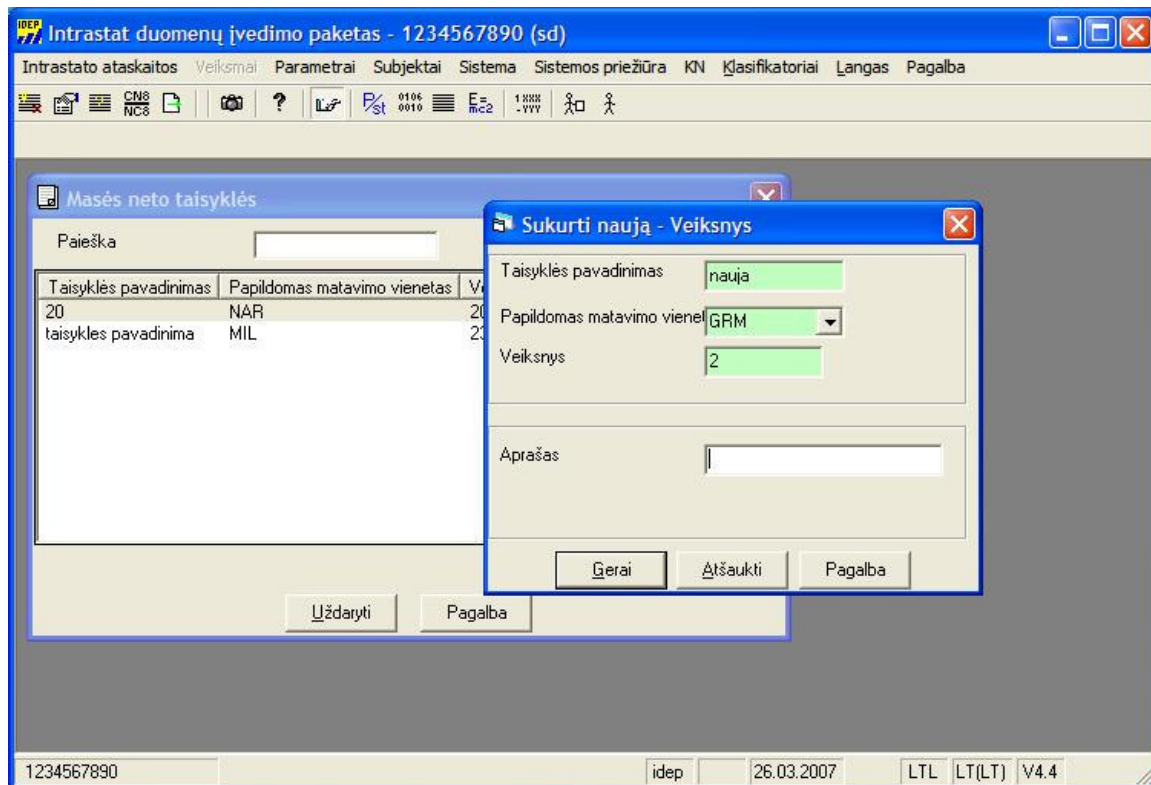 Intrastat duomenų įvedimo paketas - 1234567890 (sd)
Intrastato ataskaitos Veiksmai Parametrai Subjektai Sistema Sistemos priežiūra KN Klasifikatoriai Langas Pagalba
Masės neto taisyklės
Paieška
Taisyklės pavadinimas Papildomas matavimo vienetas
20 NAR 20
taisykles pavadinima MIL 23
Uždaryti Pagalba
Sukurti naują - Veiksnys
Taisyklės pavadinimas nauja
Papildomas matavimo vienet GRM
Veiksnys 2
Aprašas
Gerai Atšaukti Pagalba
1234567890 idep 26.03.2007 LTL LT(LT) V4.4